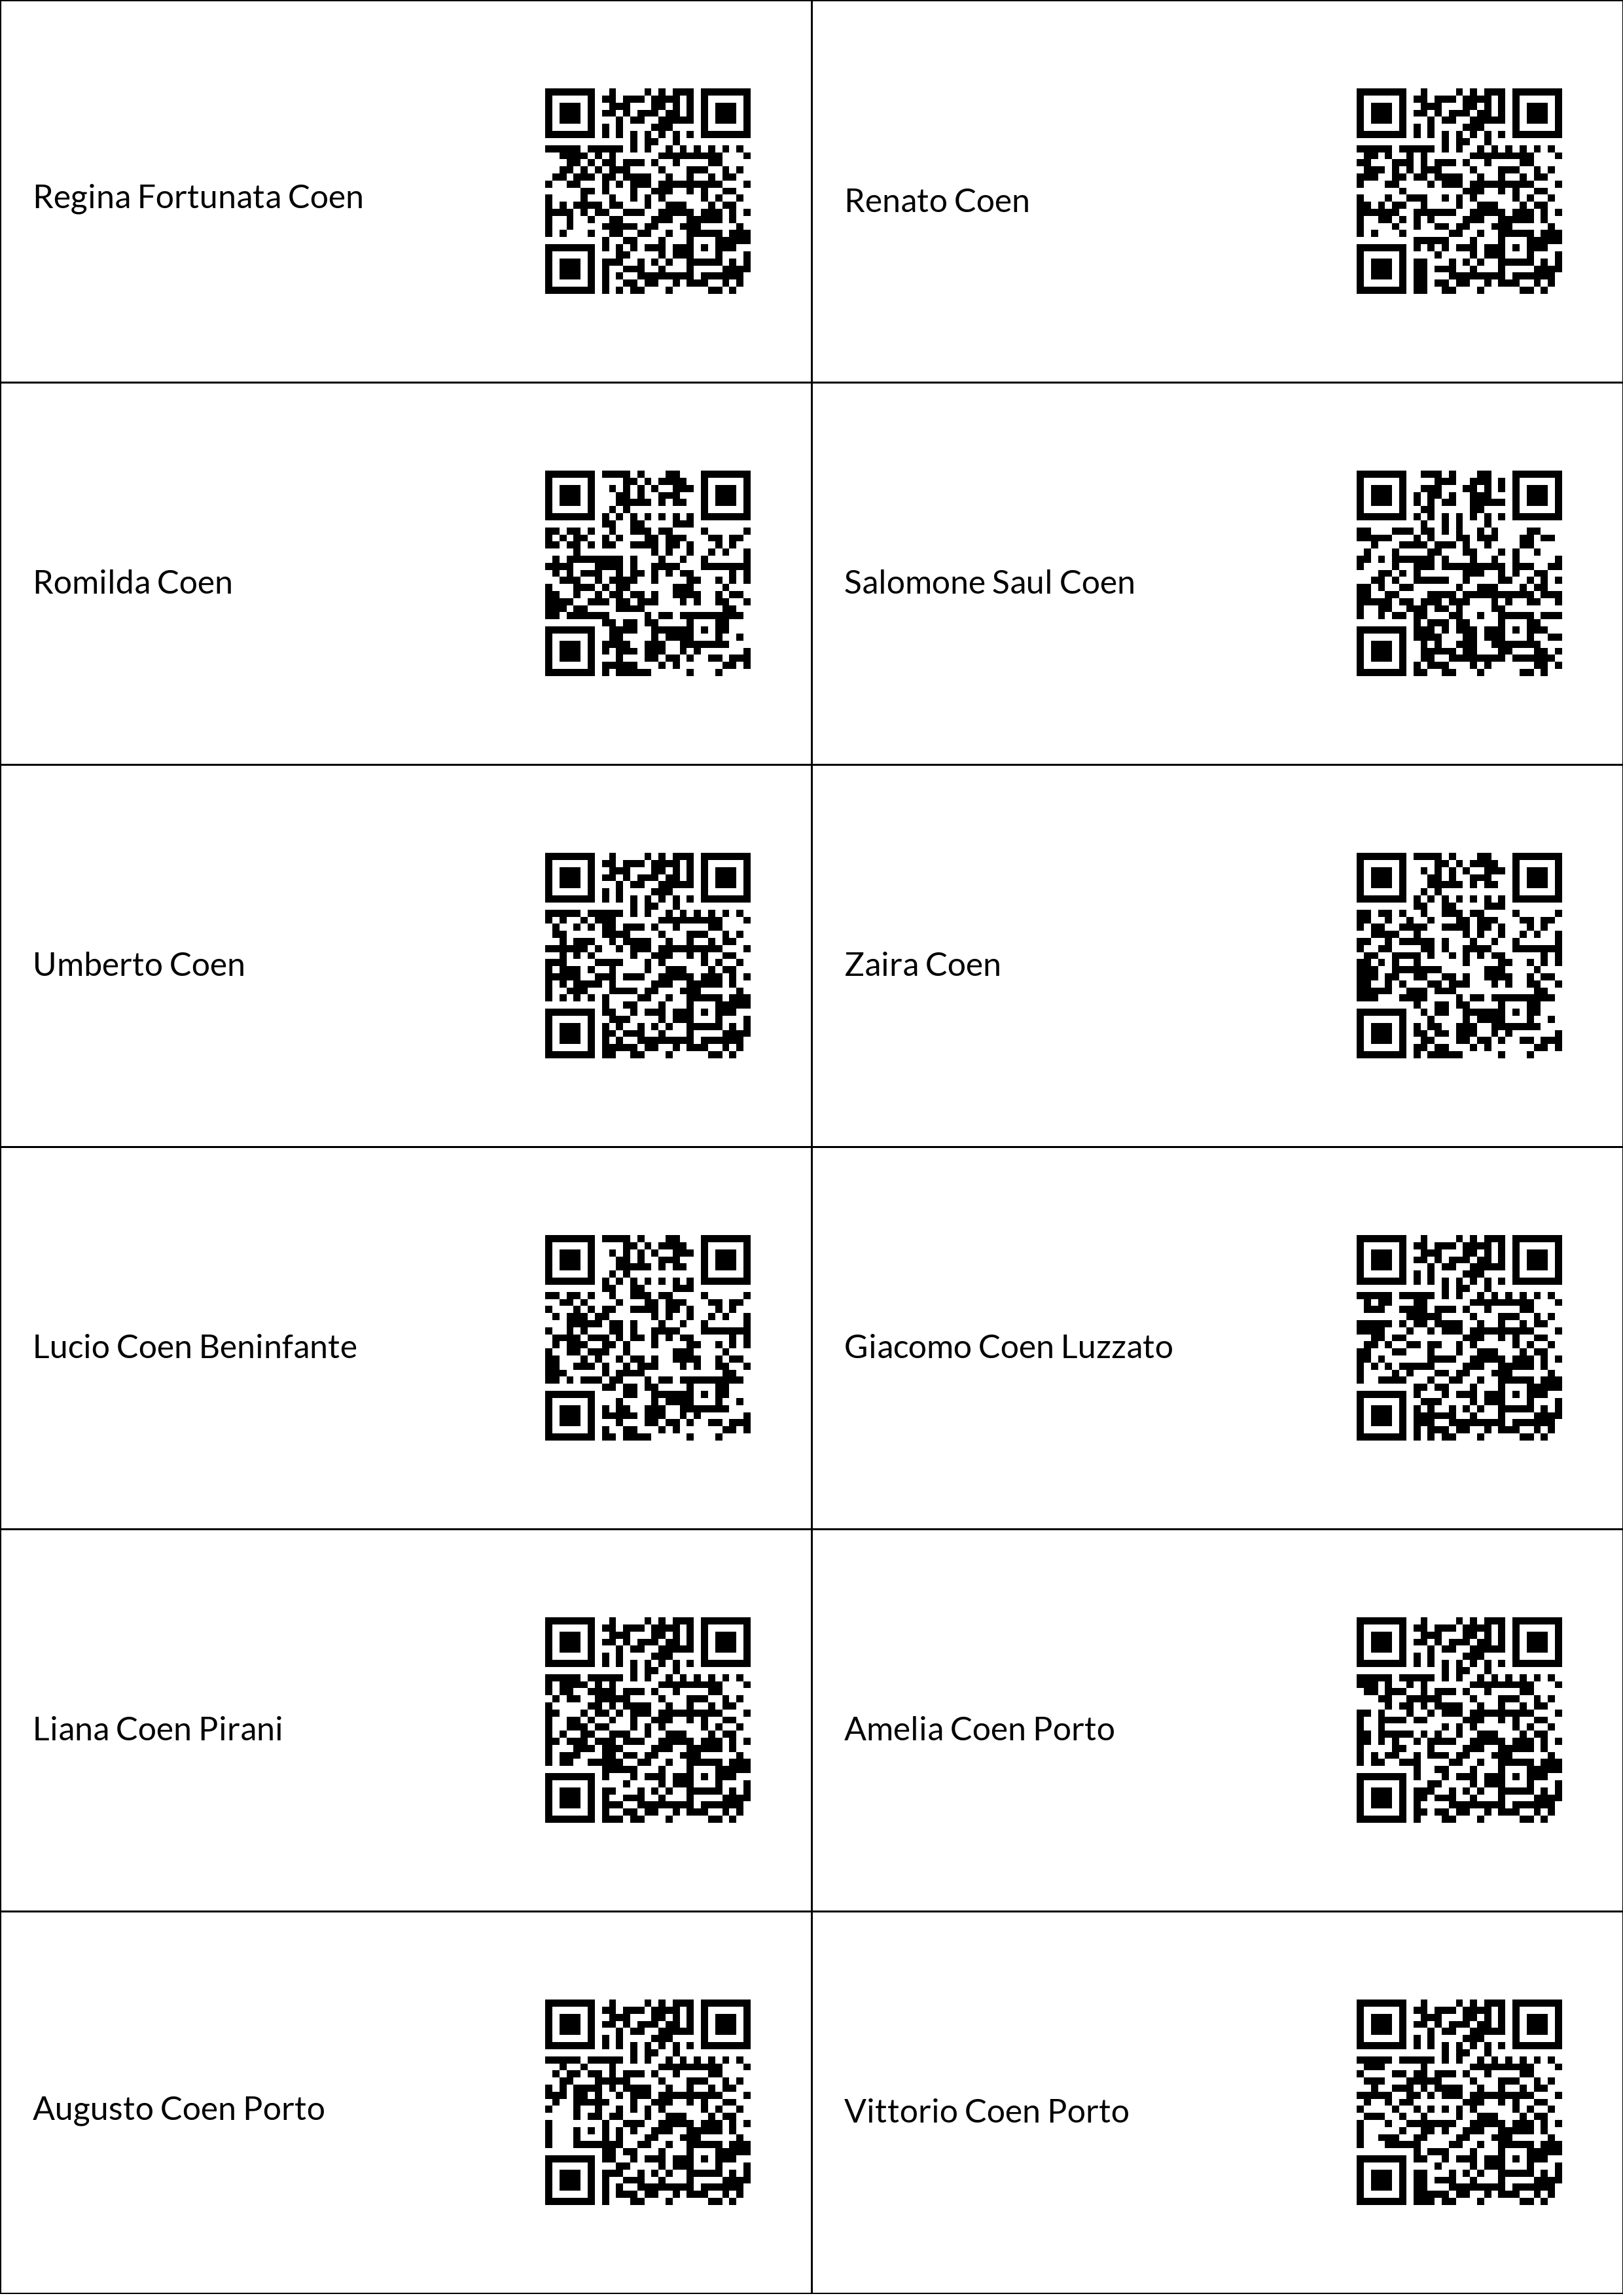 Regina Fortunata Coen
Renato Coen
Romilda Coen
Salomone Saul Coen
Umberto Coen
Zaira Coen
Lucio Coen Beninfante
Giacomo Coen Luzzato
Liana Coen Pirani
Amelia Coen Porto
Augusto Coen Porto
Vittorio Coen Porto